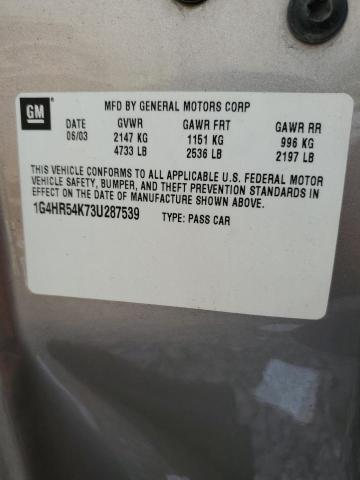 GM
MFD BY GENERAL MOTORS CORP
DATE GVWR GAWR FRT GAWR RR
06/03 2147 KG 1151 KG 996 KG
4733 LB 2536 LB 2197 LB
THIS VEHICLE CONFORMS TO ALL APPLICABLE U.S. FEDERAL MOTOR
VEHICLE SAFETY, BUMPER, AND THEFT PREVENTION STANDARDS IN
EFFECT ON THE DATE OF MANUFACTURE SHOWN ABOVE.
1G4HR54K73U287539 TYPE: PASS CAR